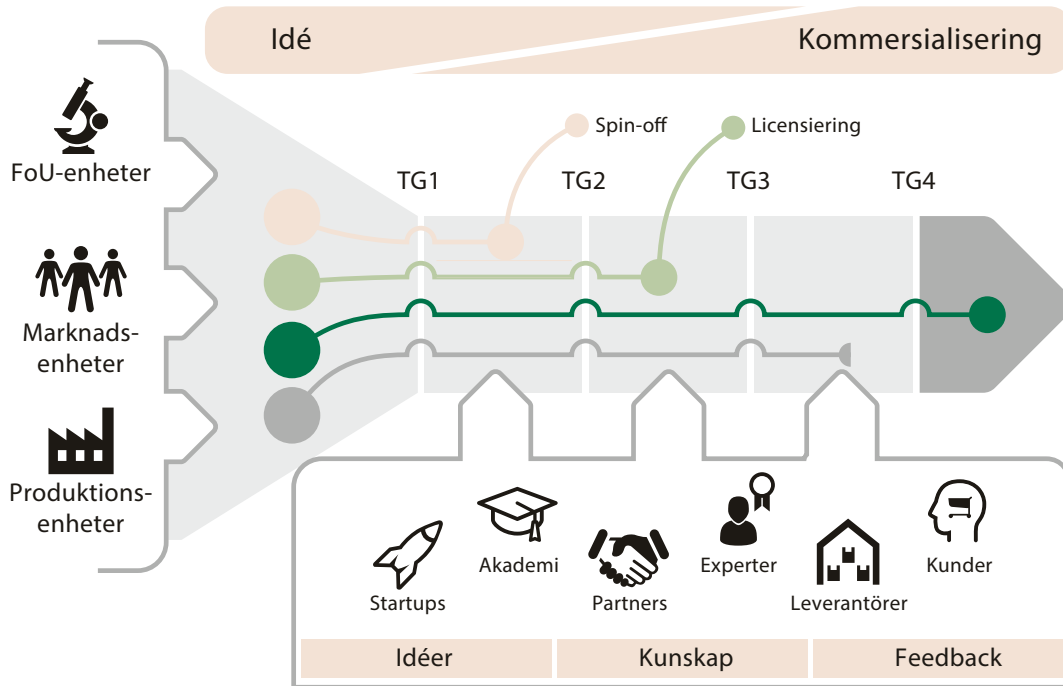 Idé
Kommersialisering
FoU-enheter
Marknads-
enheter
Produktions-
enheter
Spin-off
Licensiering
TG1
TG2
TG3
TG4
Startups
Akademi
Partners
Experter
Leverantörer
Kunder
Idéer
Kunskap
Feedback